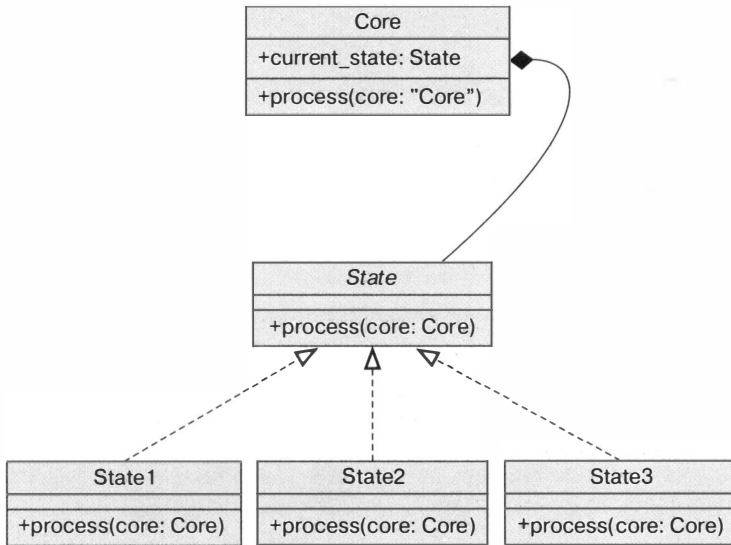 Core
+current_state: State
+process(core: "Core")
State
+process(core: Core)
State1
State2
State3
+process(core: Core)
+process(core: Core)
+process(core: Core)